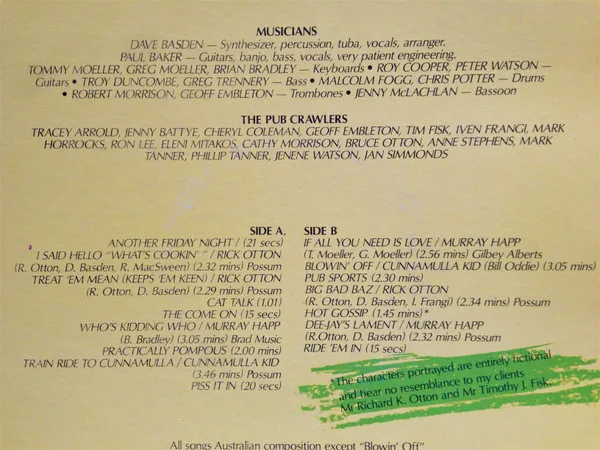 MUSICIANS
DAVE BASDEN — Synthesizer, percussion, tuba, vocals, arranger.
PAUL BAKER — Guitars, banjo, bass, vocals, very patient engineering.
TOMMY MOELLER, GREG MOELLER, BRIAN BRADLEY — Keyboards • ROY COOPER, PETER WATSON —
Guitars • TROY DUNCOMBE, GREG TRENNERY — Bass • MALCOLM FOGG, CHRIS POTTER — Drums
• ROBERT MORRISON, GEOFF EMBLETON — Trombones • JENNY McLACHLAN — Bassoon
THE PUB CRAWLERS
TRACEY ARROLD, JENNY BATTYE, CHERYL COLEMAN, GEOFF EMBLETON, TIM FISK, IVEN FRANGI, MARK
HORROCKS, RON LEE, ELENI MITAKOS, CATHY MORRISON, BRUCE OTTON, ANNE STEPHENS, MARK
TANNER, PHILLIP TANNER, JENENE WATSON, JAN SIMMONDS
SIDE A.
ANOTHER FRIDAY NIGHT / (21 secs)
I SAID HELLO "WHAT'S COOKIN' " / RICK OTTON
(R. Otton, D. Basden, R. MacSween) (2.32 mins) Possum
TREAT 'EM MEAN (KEEPS 'EM KEEN) / RICK OTTON
(R. Otton, D. Basden) (2.29 mins) Possum
CAT TALK (1.01)
THE COME ON (15 secs)
WHO'S KIDDING WHO / MURRAY HAPP
(B. Bradley) (3.05 mins) Brad Music
PRACTICALLY POMPOUS (2.00 mins)
TRAIN RIDE TO CUNNAMULLA / CUNNAMULLA KID
(3.46 mins) Possum
PISS IT IN (20 secs)
SIDE B
IF ALL YOU NEED IS LOVE / MURRAY HAPP
(T. Moeller, G. Moeller) (2.56 mins) Gilbey Alberts
BLOWIN' OFF / CUNNAMULLA KID (Bill Oddie) (3.05 mins)
PUB SPORTS (2.30 mins)
BIG BAD BAZ / RICK OTTON
(R. Otton, D. Basden, I. Frangi) (2.34 mins) Possum
HOT GOSSIP (1.45 mins)*
DEE-JAY'S LAMENT / MURRAY HAPP
(R.Otton, D. Basden) (2.32 mins) Possum
RIDE 'EM IN (15 secs)
*The characters portrayed are entirely fictional
and hear no resemblance to my clients
Mr Richard K. Otton and Mr Timothy J. Fisk.
All songs Australian composition except "Blowin' Off"